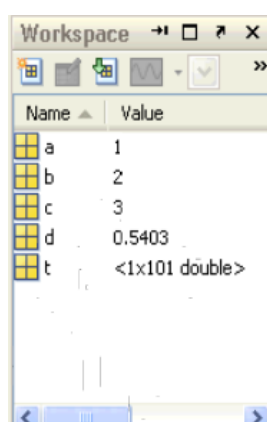 Workspace
Name Value
a 1
b 2
c 3
d 0.5403
t <1x101 double>